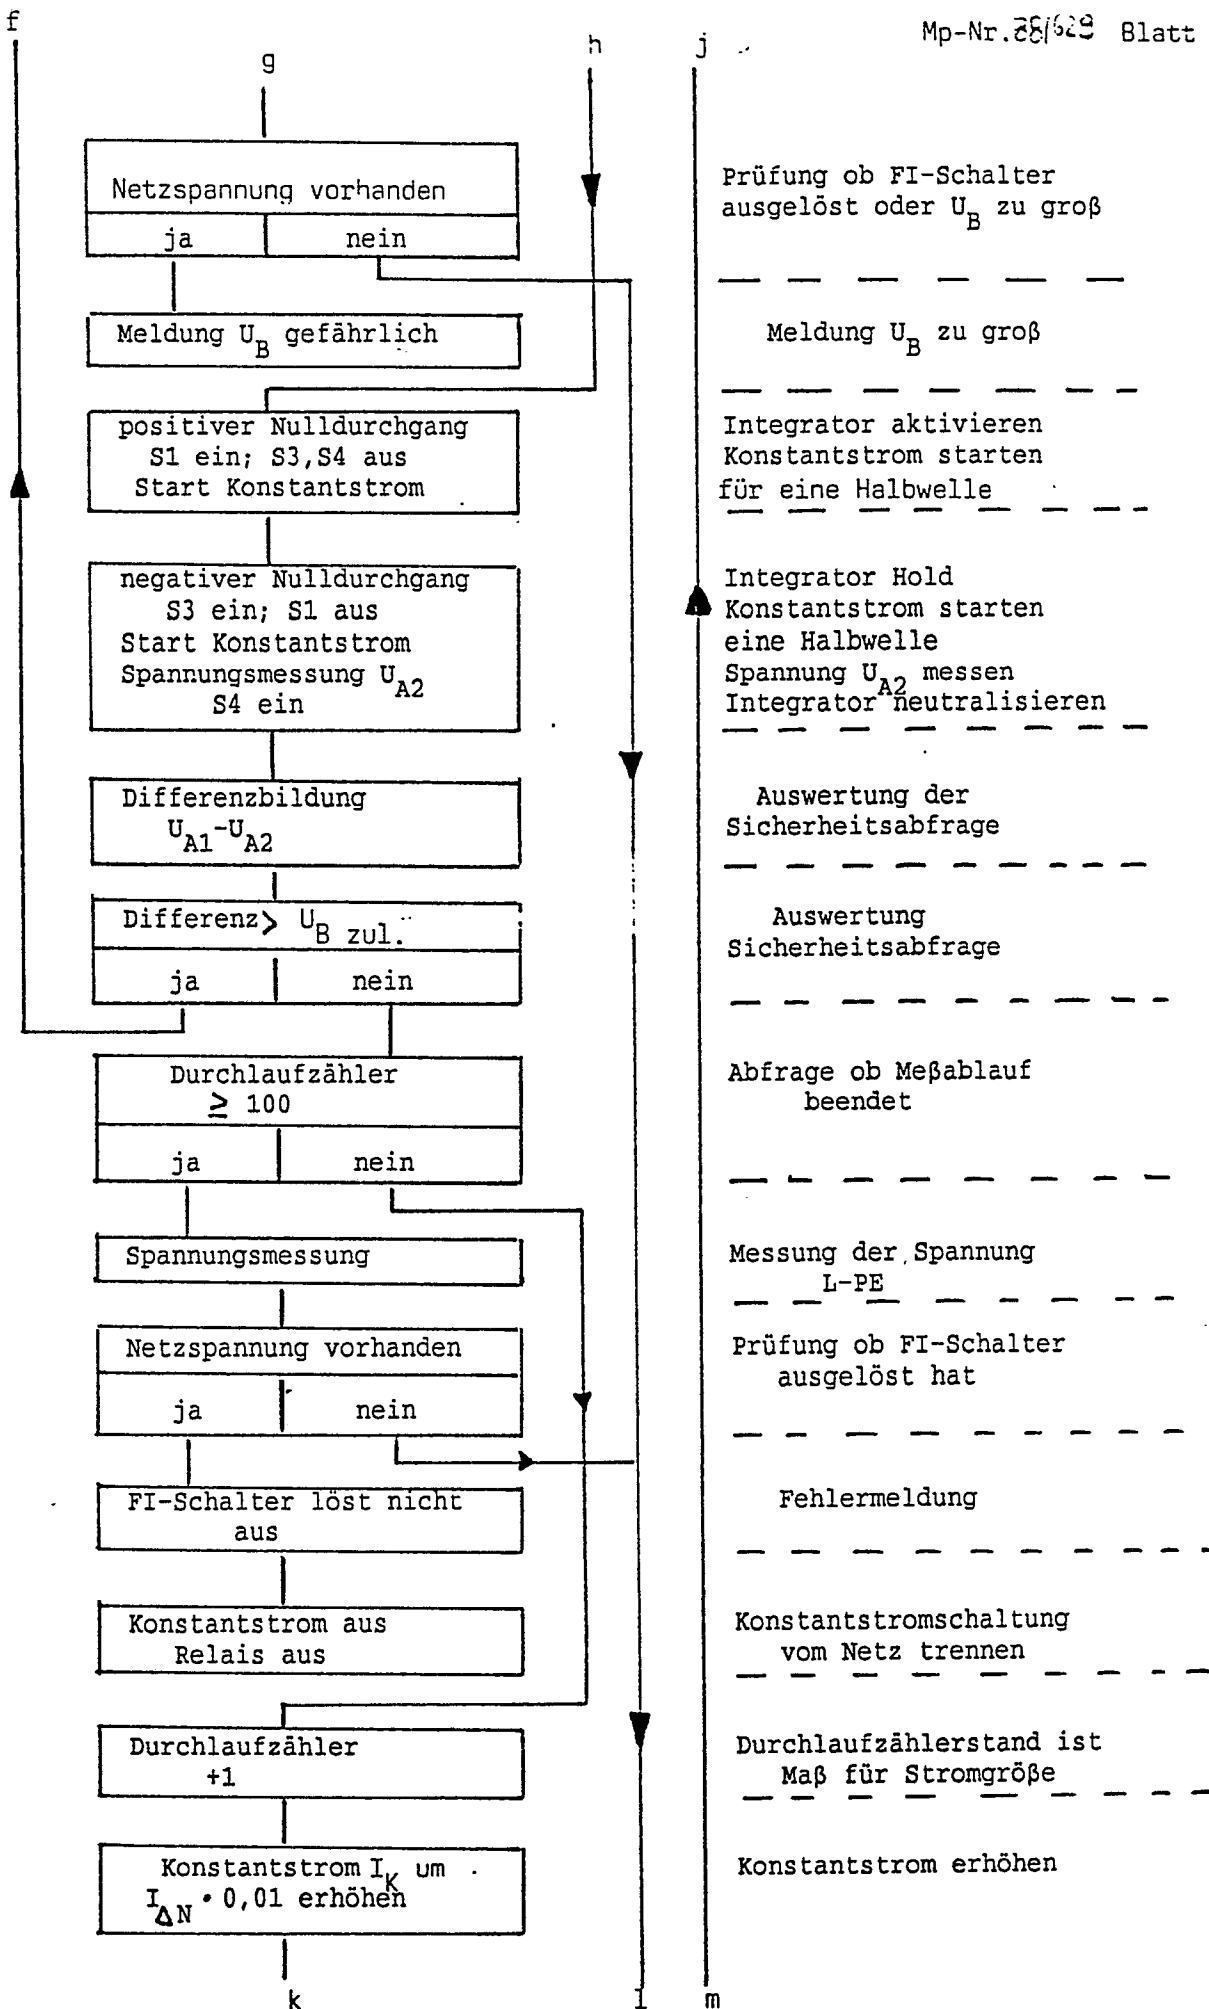 f
Mp-Nr. 88/629 Blatt
g
h
j
Netzspannung vorhanden
ja nein
Prüfung ob FI-Schalter
ausgelöst oder U_B zu groß
Meldung U_B gefährlich
Meldung U_B zu groß
positiver Nulldurchgang
S1 ein; S3,S4 aus
Start Konstantstrom
Integrator aktivieren
Konstantstrom starten
für eine Halbwelle
negativer Nulldurchgang
S3 ein; S1 aus
Start Konstantstrom
Spannungsmessung U_A2
S4 ein
Integrator Hold
Konstantstrom starten
eine Halbwelle
Spannung U_A2 messen
Integrator neutralisieren
Differenzbildung
U_A1-U_A2
Auswertung der
Sicherheitsabfrage
Differenz> U_B zul.
ja nein
Auswertung
Sicherheitsabfrage
Durchlaufzähler
≥ 100
ja nein
Abfrage ob Meßablauf
beendet
Spannungsmessung
Messung der Spannung
L-PE
Netzspannung vorhanden
ja nein
Prüfung ob FI-Schalter
ausgelöst hat
FI-Schalter löst nicht
aus
Fehlermeldung
Konstantstrom aus
Relais aus
Konstantstromschaltung
vom Netz trennen
Durchlaufzähler
+1
Durchlaufzählerstand ist
Maß für Stromgröße
Konstantstrom I_K um
I_ΔN · 0,01 erhöhen
Konstantstrom erhöhen
k
l
m